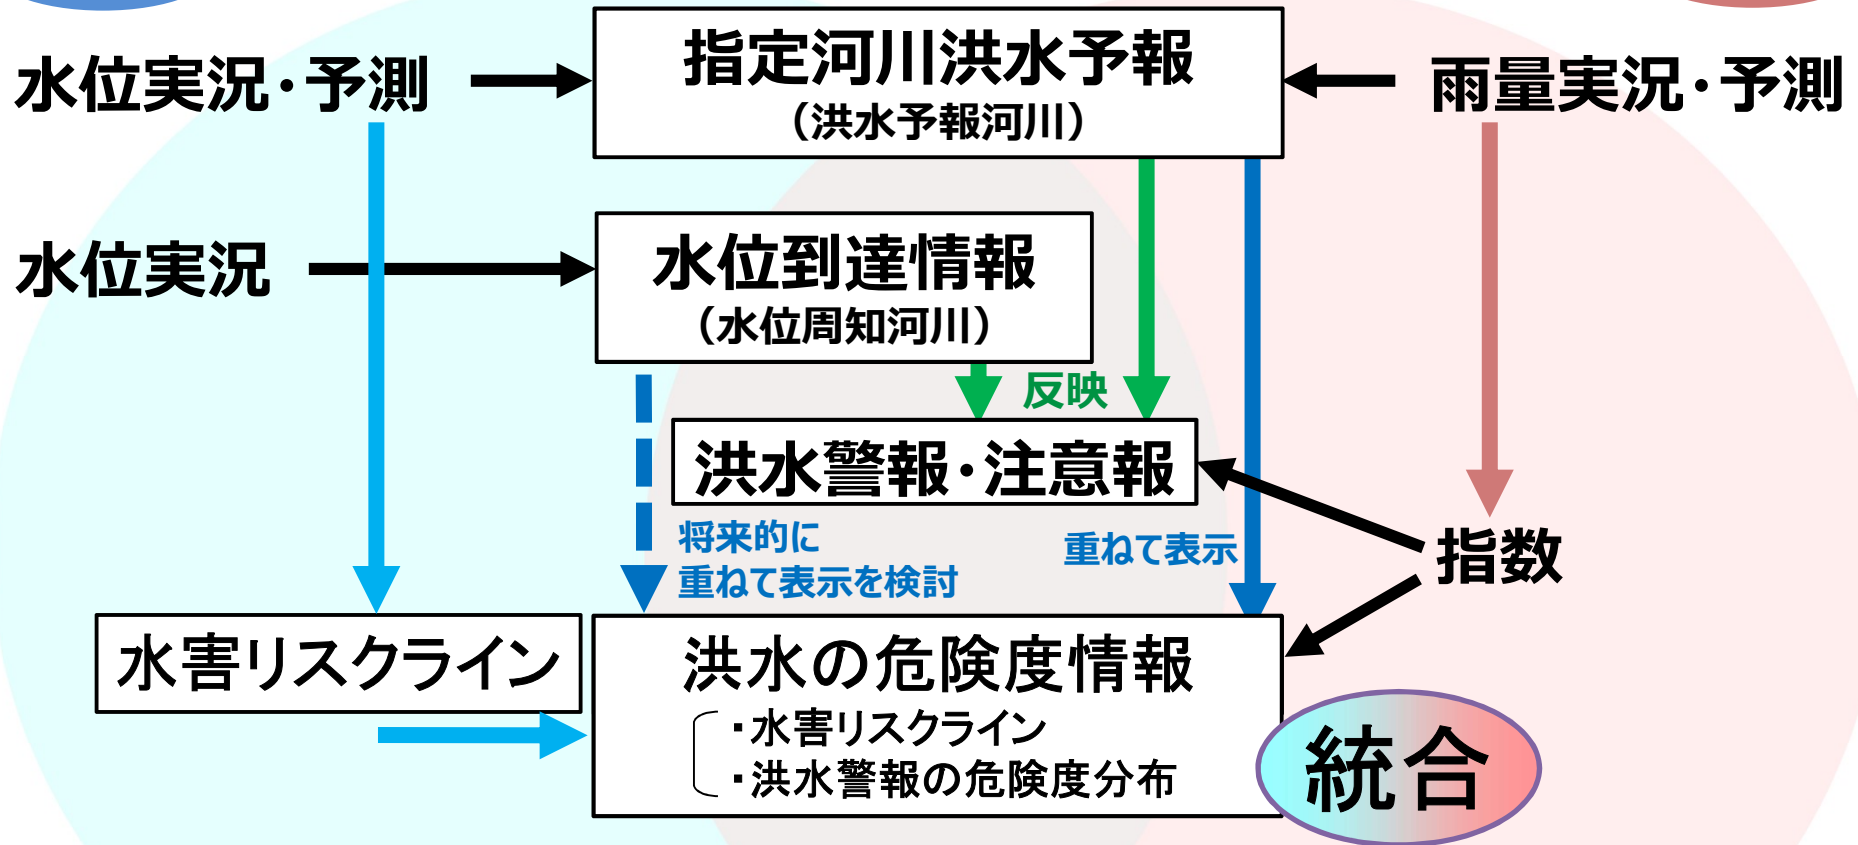 水位実況・予測
指定河川洪水予報
（洪水予報河川）
雨量実況・予測
水位実況
水位到達情報
（水位周知河川）
反映
洪水警報・注意報
将来的に
重ねて表示を検討
重ねて表示
指数
水害リスクライン
洪水の危険度情報
・水害リスクライン
・洪水警報の危険度分布
統合